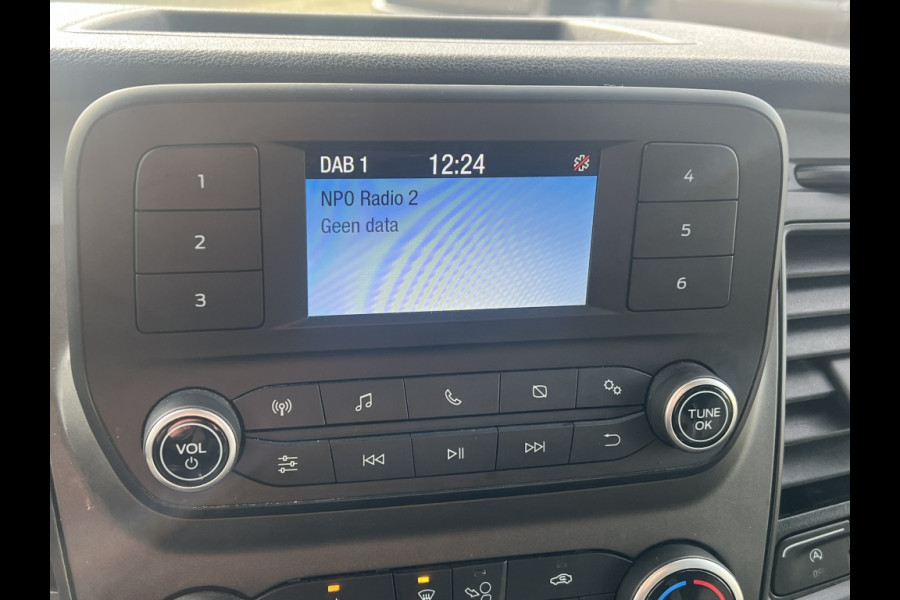 DAB 1 12:24
NPO Radio 2
Geen data
1
2
3
4
5
6
VOL
TUNE
OK